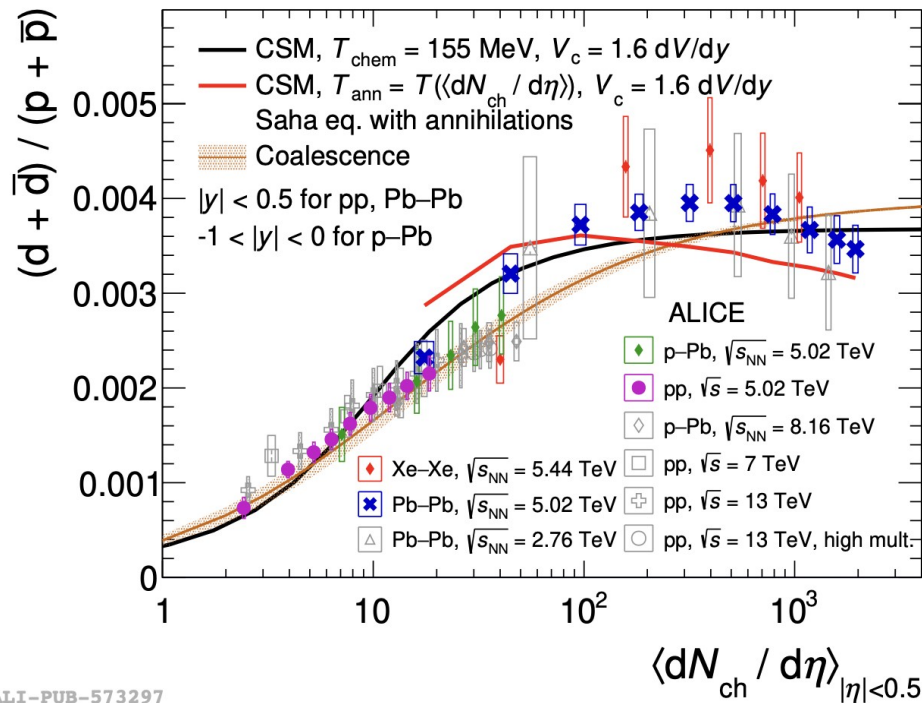 (d + d̅) / (p + p̅)
CSM, T_chem = 155 MeV, V_c = 1.6 dV/dy
CSM, T_ann = T(⟨dN_ch / dη⟩), V_c = 1.6 dV/dy
Saha eq. with annihilations
Coalescence
|y| < 0.5 for pp, Pb–Pb
-1 < |y| < 0 for p–Pb
0.005
0.004
0.003
0.002
0.001
0
ALICE
p–Pb, √s_NN = 5.02 TeV
pp, √s = 5.02 TeV
p–Pb, √s_NN = 8.16 TeV
pp, √s = 7 TeV
pp, √s = 13 TeV
pp, √s = 13 TeV, high mult.
Xe–Xe, √s_NN = 5.44 TeV
Pb–Pb, √s_NN = 5.02 TeV
Pb–Pb, √s_NN = 2.76 TeV
1 10 10² 10³
⟨dN_ch / dη⟩_|η|<0.5
LI-PUB-573297